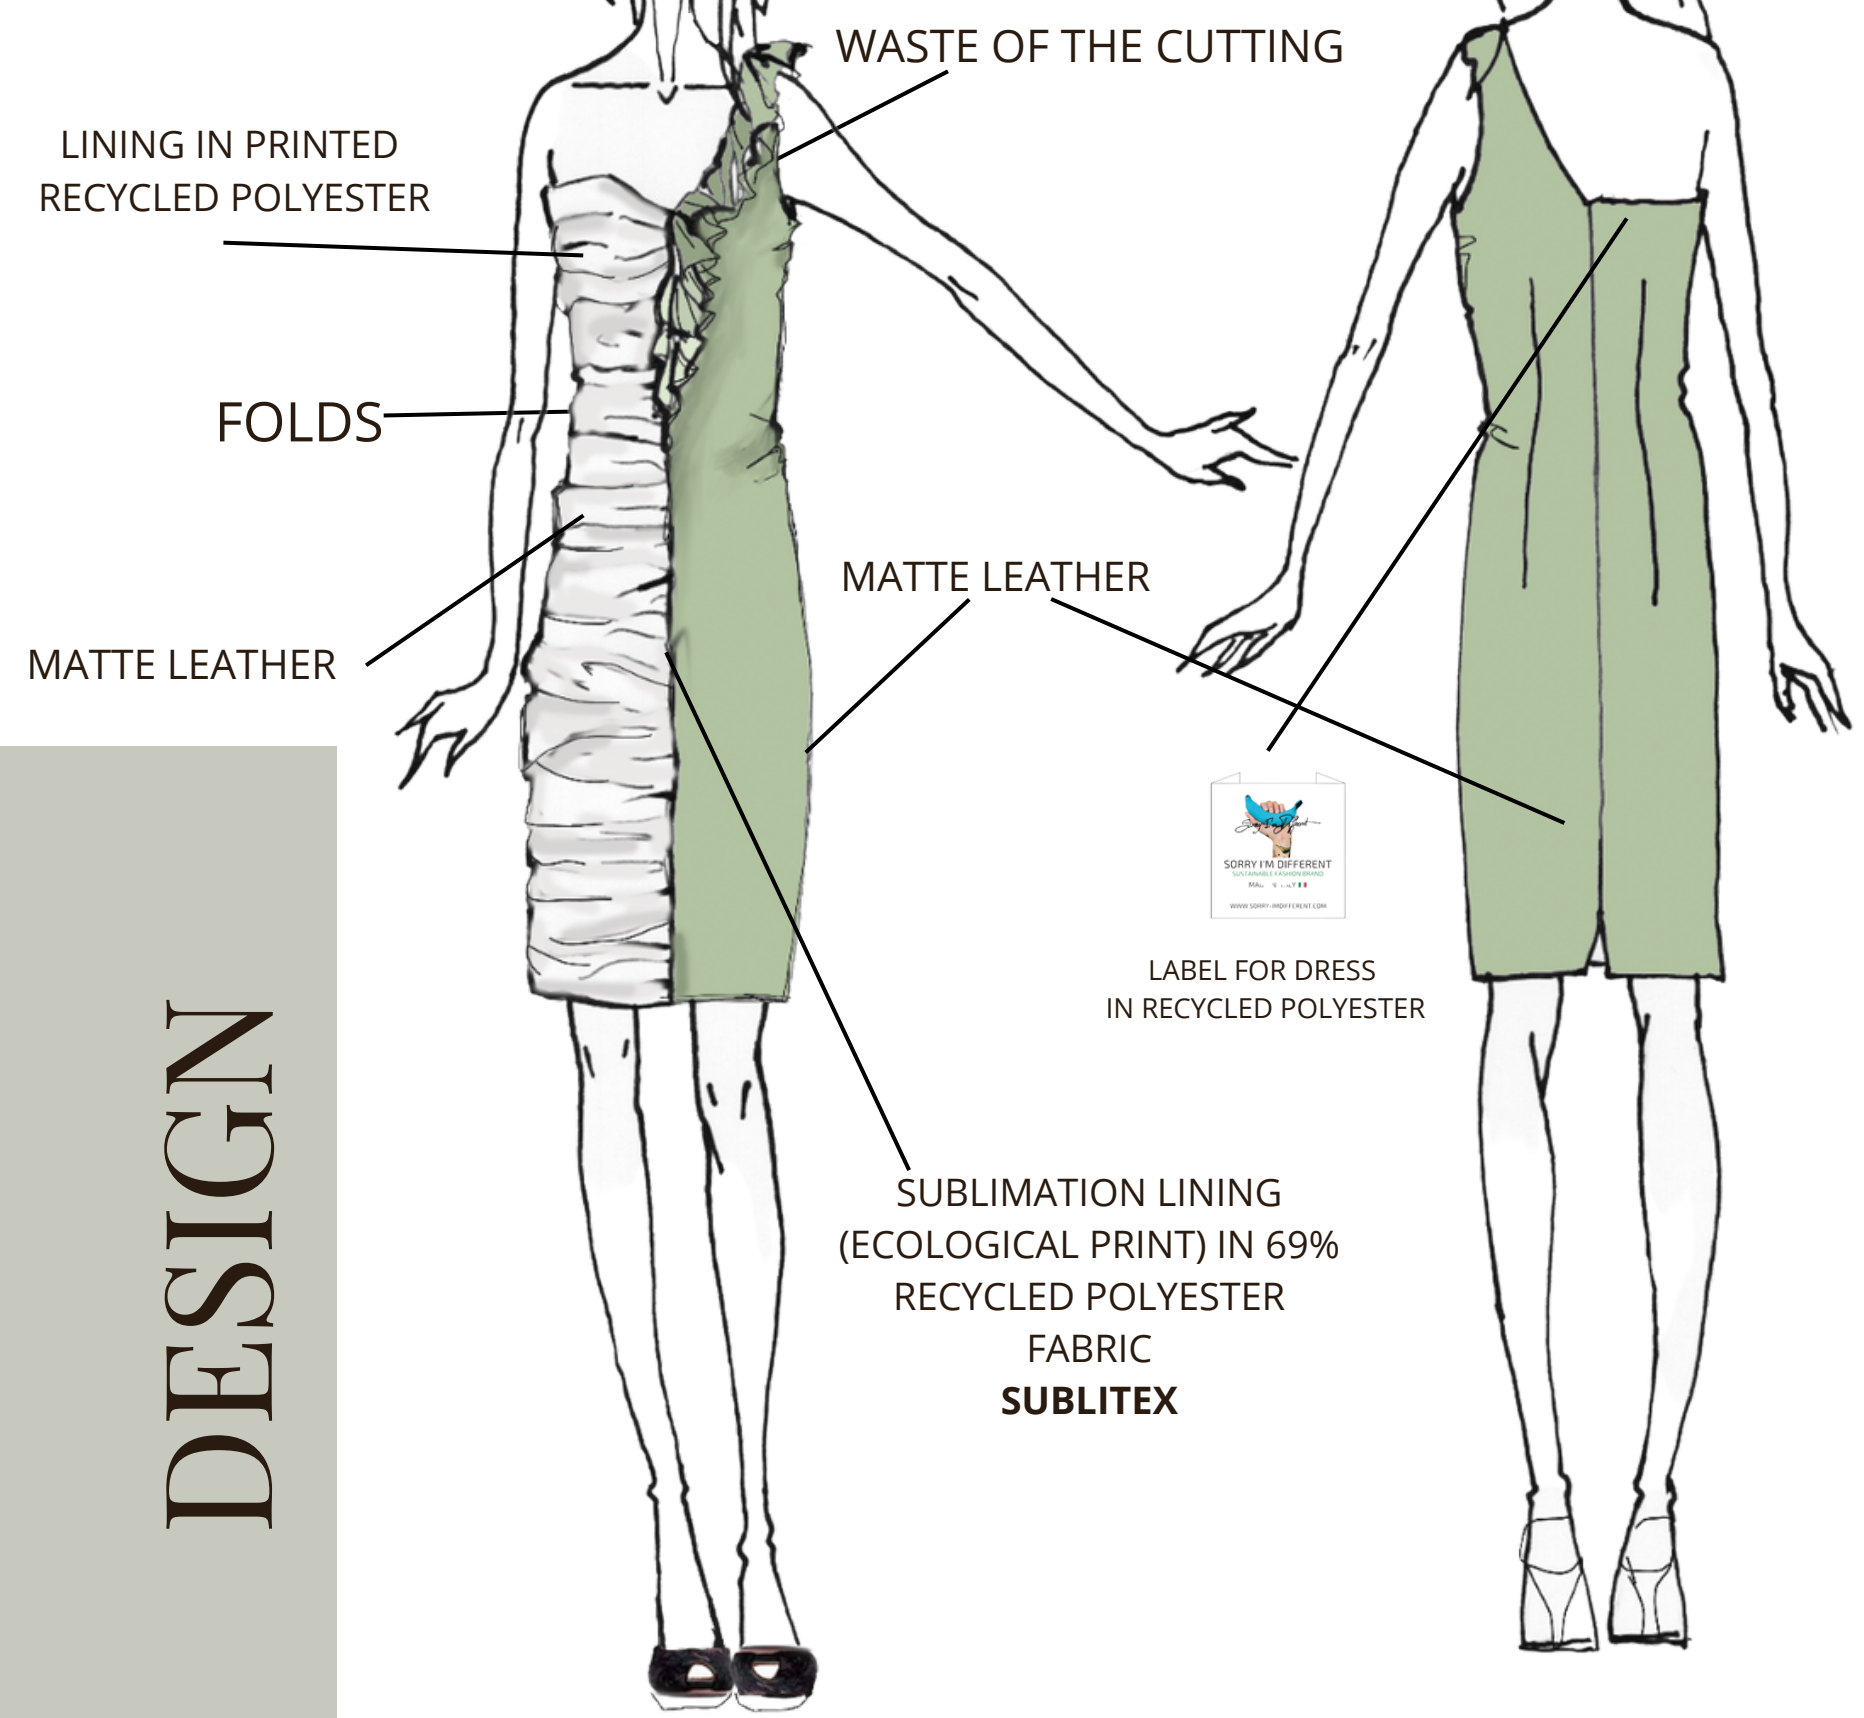 WASTE OF THE CUTTING
LINING IN PRINTED
RECYCLED POLYESTER
FOLDS
MATTE LEATHER
MATTE LEATHER
SORRY I'M DIFFERENT
SUSTAINABLE FASHION BRAND
WWW.SORRY-IMDIFFERENT.COM
LABEL FOR DRESS
IN RECYCLED POLYESTER
DESIGN
SUBLIMATION LINING
(ECOLOGICAL PRINT) IN 69%
RECYCLED POLYESTER
FABRIC
SUBLITEX